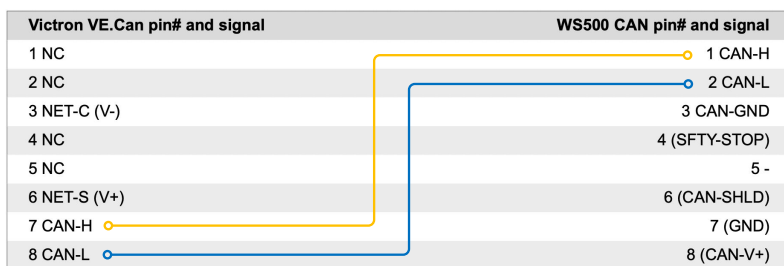 Victron VE.Can pin# and signal WS500 CAN pin# and signal
1 NC 1 CAN-H
2 NC 2 CAN-L
3 NET-C (V-) 3 CAN-GND
4 NC 4 (SFTY-STOP)
5 NC 5 -
6 NET-S (V+) 6 (CAN-SHLD)
7 CAN-H 7 (GND)
8 CAN-L 8 (CAN-V+)